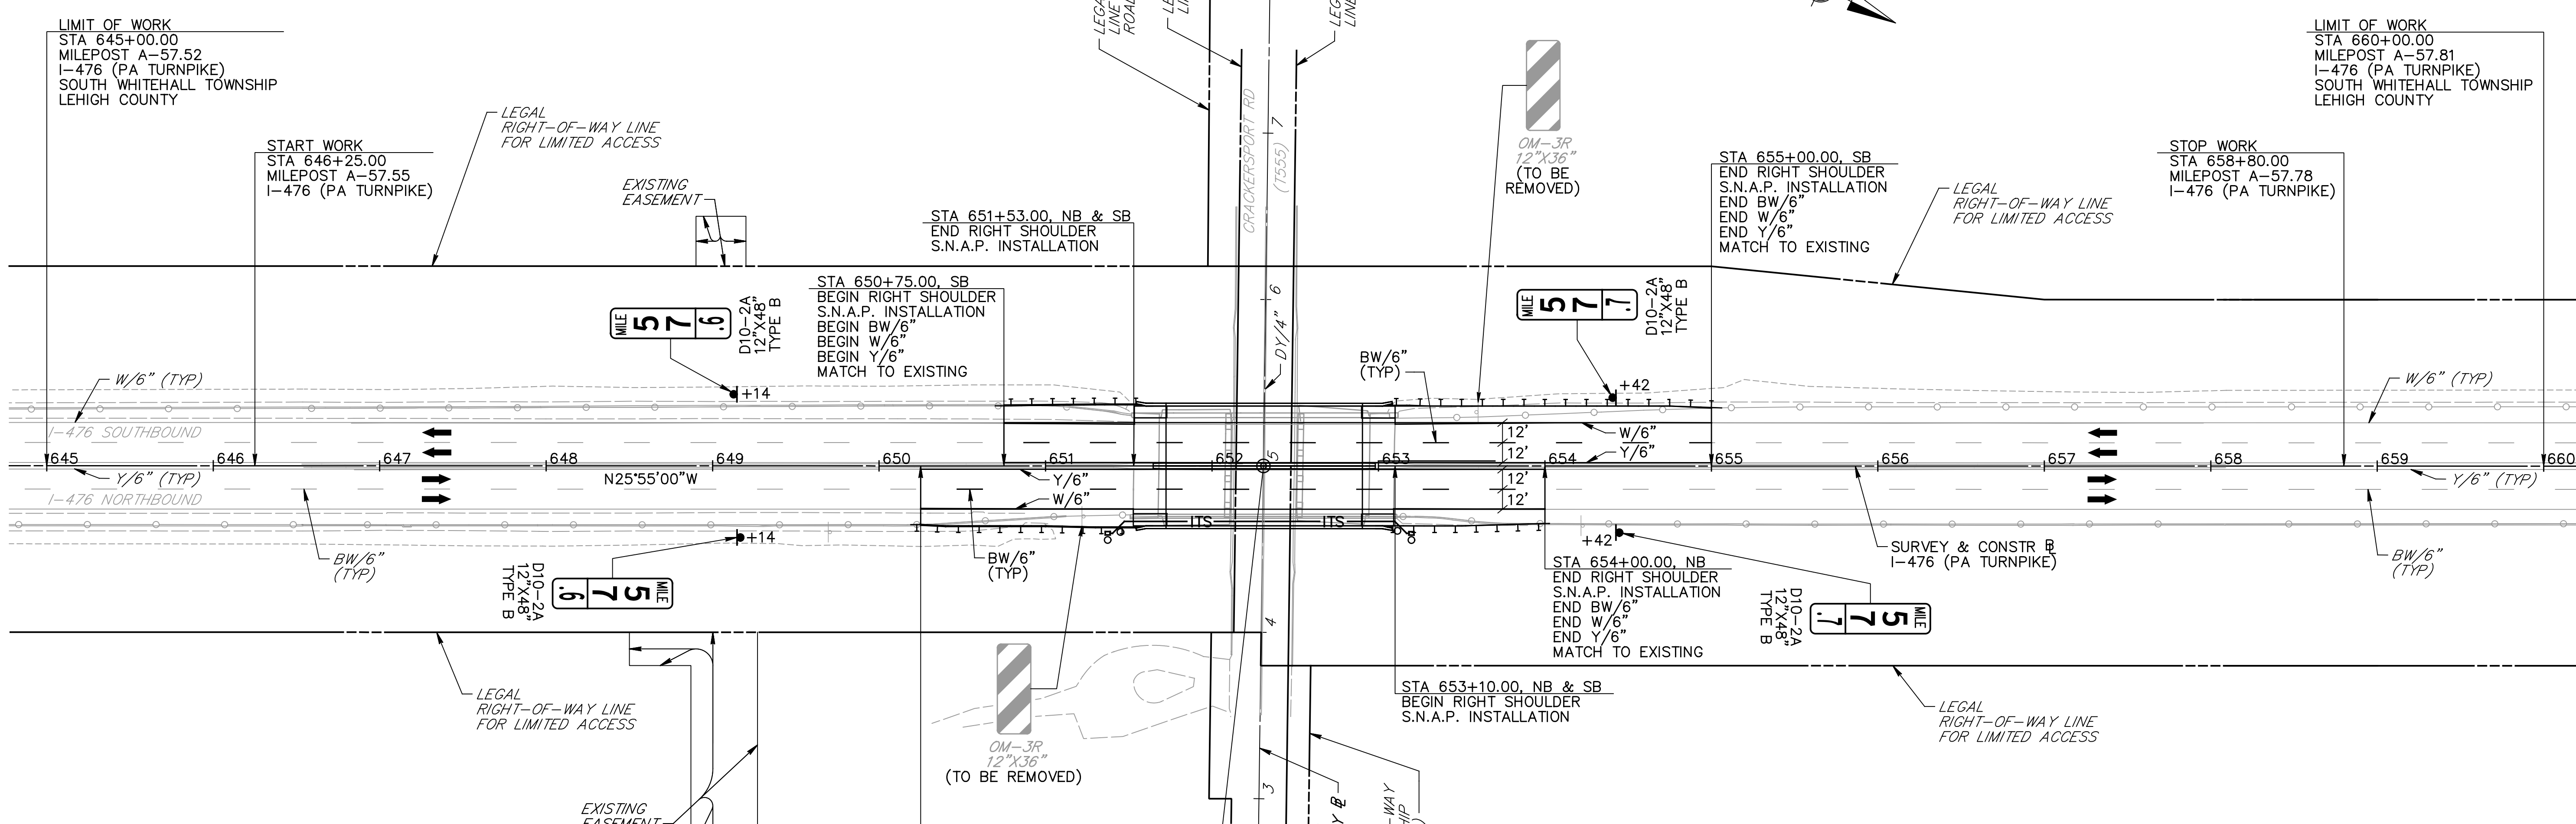 LIMIT OF WORK
STA 645+00.00
MILEPOST A-57.52
I-476 (PA TURNPIKE)
SOUTH WHITEHALL TOWNSHIP
LEHIGH COUNTY
START WORK
STA 646+25.00
MILEPOST A-57.55
I-476 (PA TURNPIKE)
LEGAL
RIGHT-OF-WAY LINE
FOR LIMITED ACCESS
EXISTING
EASEMENT
MILE 57 .6
D10-2A
12"X48"
TYPE B
+14
STA 650+75.00, SB
BEGIN RIGHT SHOULDER
S.N.A.P. INSTALLATION
BEGIN BW/6"
BEGIN W/6"
BEGIN Y/6"
MATCH TO EXISTING
STA 651+53.00, NB & SB
END RIGHT SHOULDER
S.N.A.P. INSTALLATION
LINE
ROAD
CRACKERSPORT RD
(T555)
7
6
5
4
3
DY/4"
OM-3R
12"X36"
(TO BE
REMOVED)
BW/6"
(TYP)
MILE 57 .7
D10-2A
12"X48"
TYPE B
+42
STA 655+00.00, SB
END RIGHT SHOULDER
S.N.A.P. INSTALLATION
END BW/6"
END W/6"
END Y/6"
MATCH TO EXISTING
LEGAL
RIGHT-OF-WAY LINE
FOR LIMITED ACCESS
STOP WORK
STA 658+80.00
MILEPOST A-57.78
I-476 (PA TURNPIKE)
LIMIT OF WORK
STA 660+00.00
MILEPOST A-57.81
I-476 (PA TURNPIKE)
SOUTH WHITEHALL TOWNSHIP
LEHIGH COUNTY
W/6" (TYP)
W/6" (TYP)
I-476 SOUTHBOUND
12'
12'
12'
12'
W/6"
Y/6"
645 646 647 648 649 650 651 652 653 654 655 656 657 658 659 660
Y/6" (TYP)
N25°55'00"W
Y/6"
W/6"
Y/6" (TYP)
I-476 NORTHBOUND
ITS
ITS
BW/6"
(TYP)
+14
BW/6"
(TYP)
+42
SURVEY & CONSTR BL
I-476 (PA TURNPIKE)
BW/6"
(TYP)
D10-2A
12"X48"
TYPE B
MILE 57 .6
STA 654+00.00, NB
END RIGHT SHOULDER
S.N.A.P. INSTALLATION
END BW/6"
END W/6"
END Y/6"
MATCH TO EXISTING
D10-2A
12"X48"
TYPE B
MILE 57 .7
LEGAL
RIGHT-OF-WAY LINE
FOR LIMITED ACCESS
OM-3R
12"X36"
(TO BE REMOVED)
STA 653+10.00, NB & SB
BEGIN RIGHT SHOULDER
S.N.A.P. INSTALLATION
LEGAL
RIGHT-OF-WAY LINE
FOR LIMITED ACCESS
EXISTING
EASEMENT